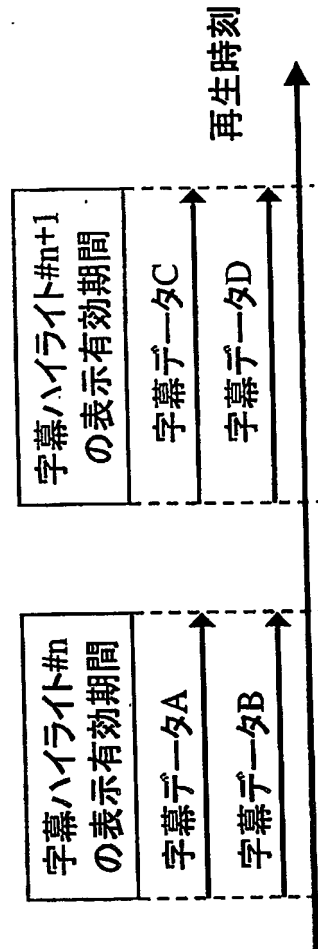 字幕ハイライト#n
の表示有効期間
字幕データA
字幕データB
字幕ハイライト#n+1
の表示有効期間
字幕データC
字幕データD
再生時刻